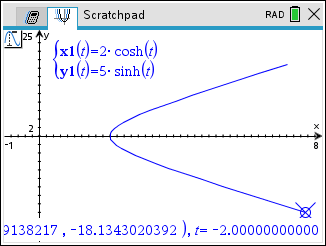 Scratchpad RAD
25 y
x1(t)=2·cosh(t)
y1(t)=5·sinh(t)
2 x
-1 8
9138217 , -18.1343020392 ), t= -2.00000000000